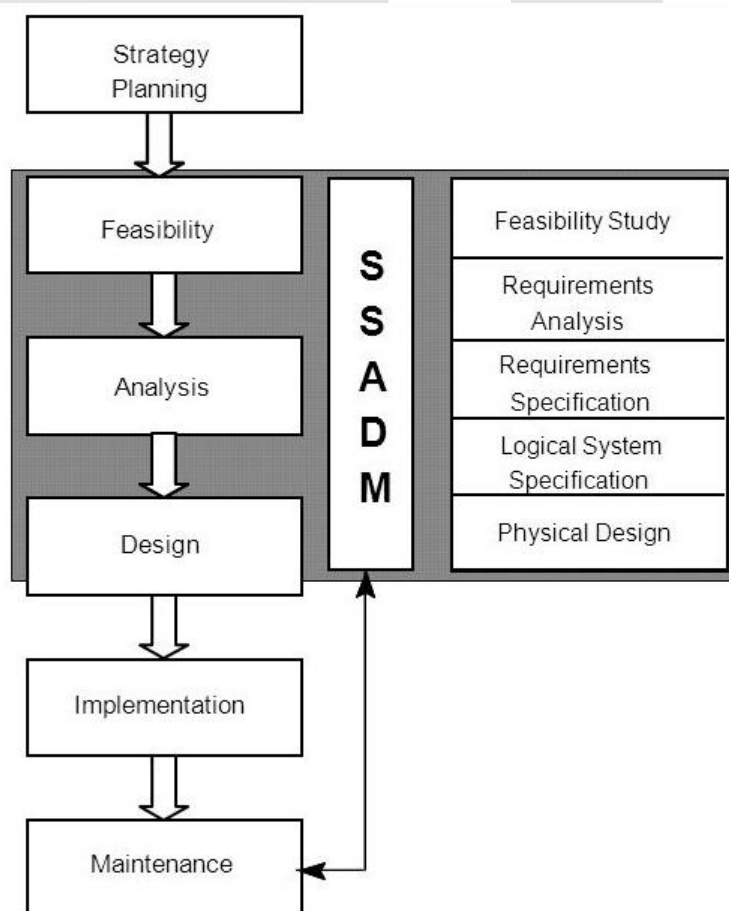 Strategy
Planning
Feasibility
Analysis
Design
Implementation
Maintenance
S
S
A
D
M
Feasibility Study
Requirements
Analysis
Requirements
Specification
Logical System
Specification
Physical Design